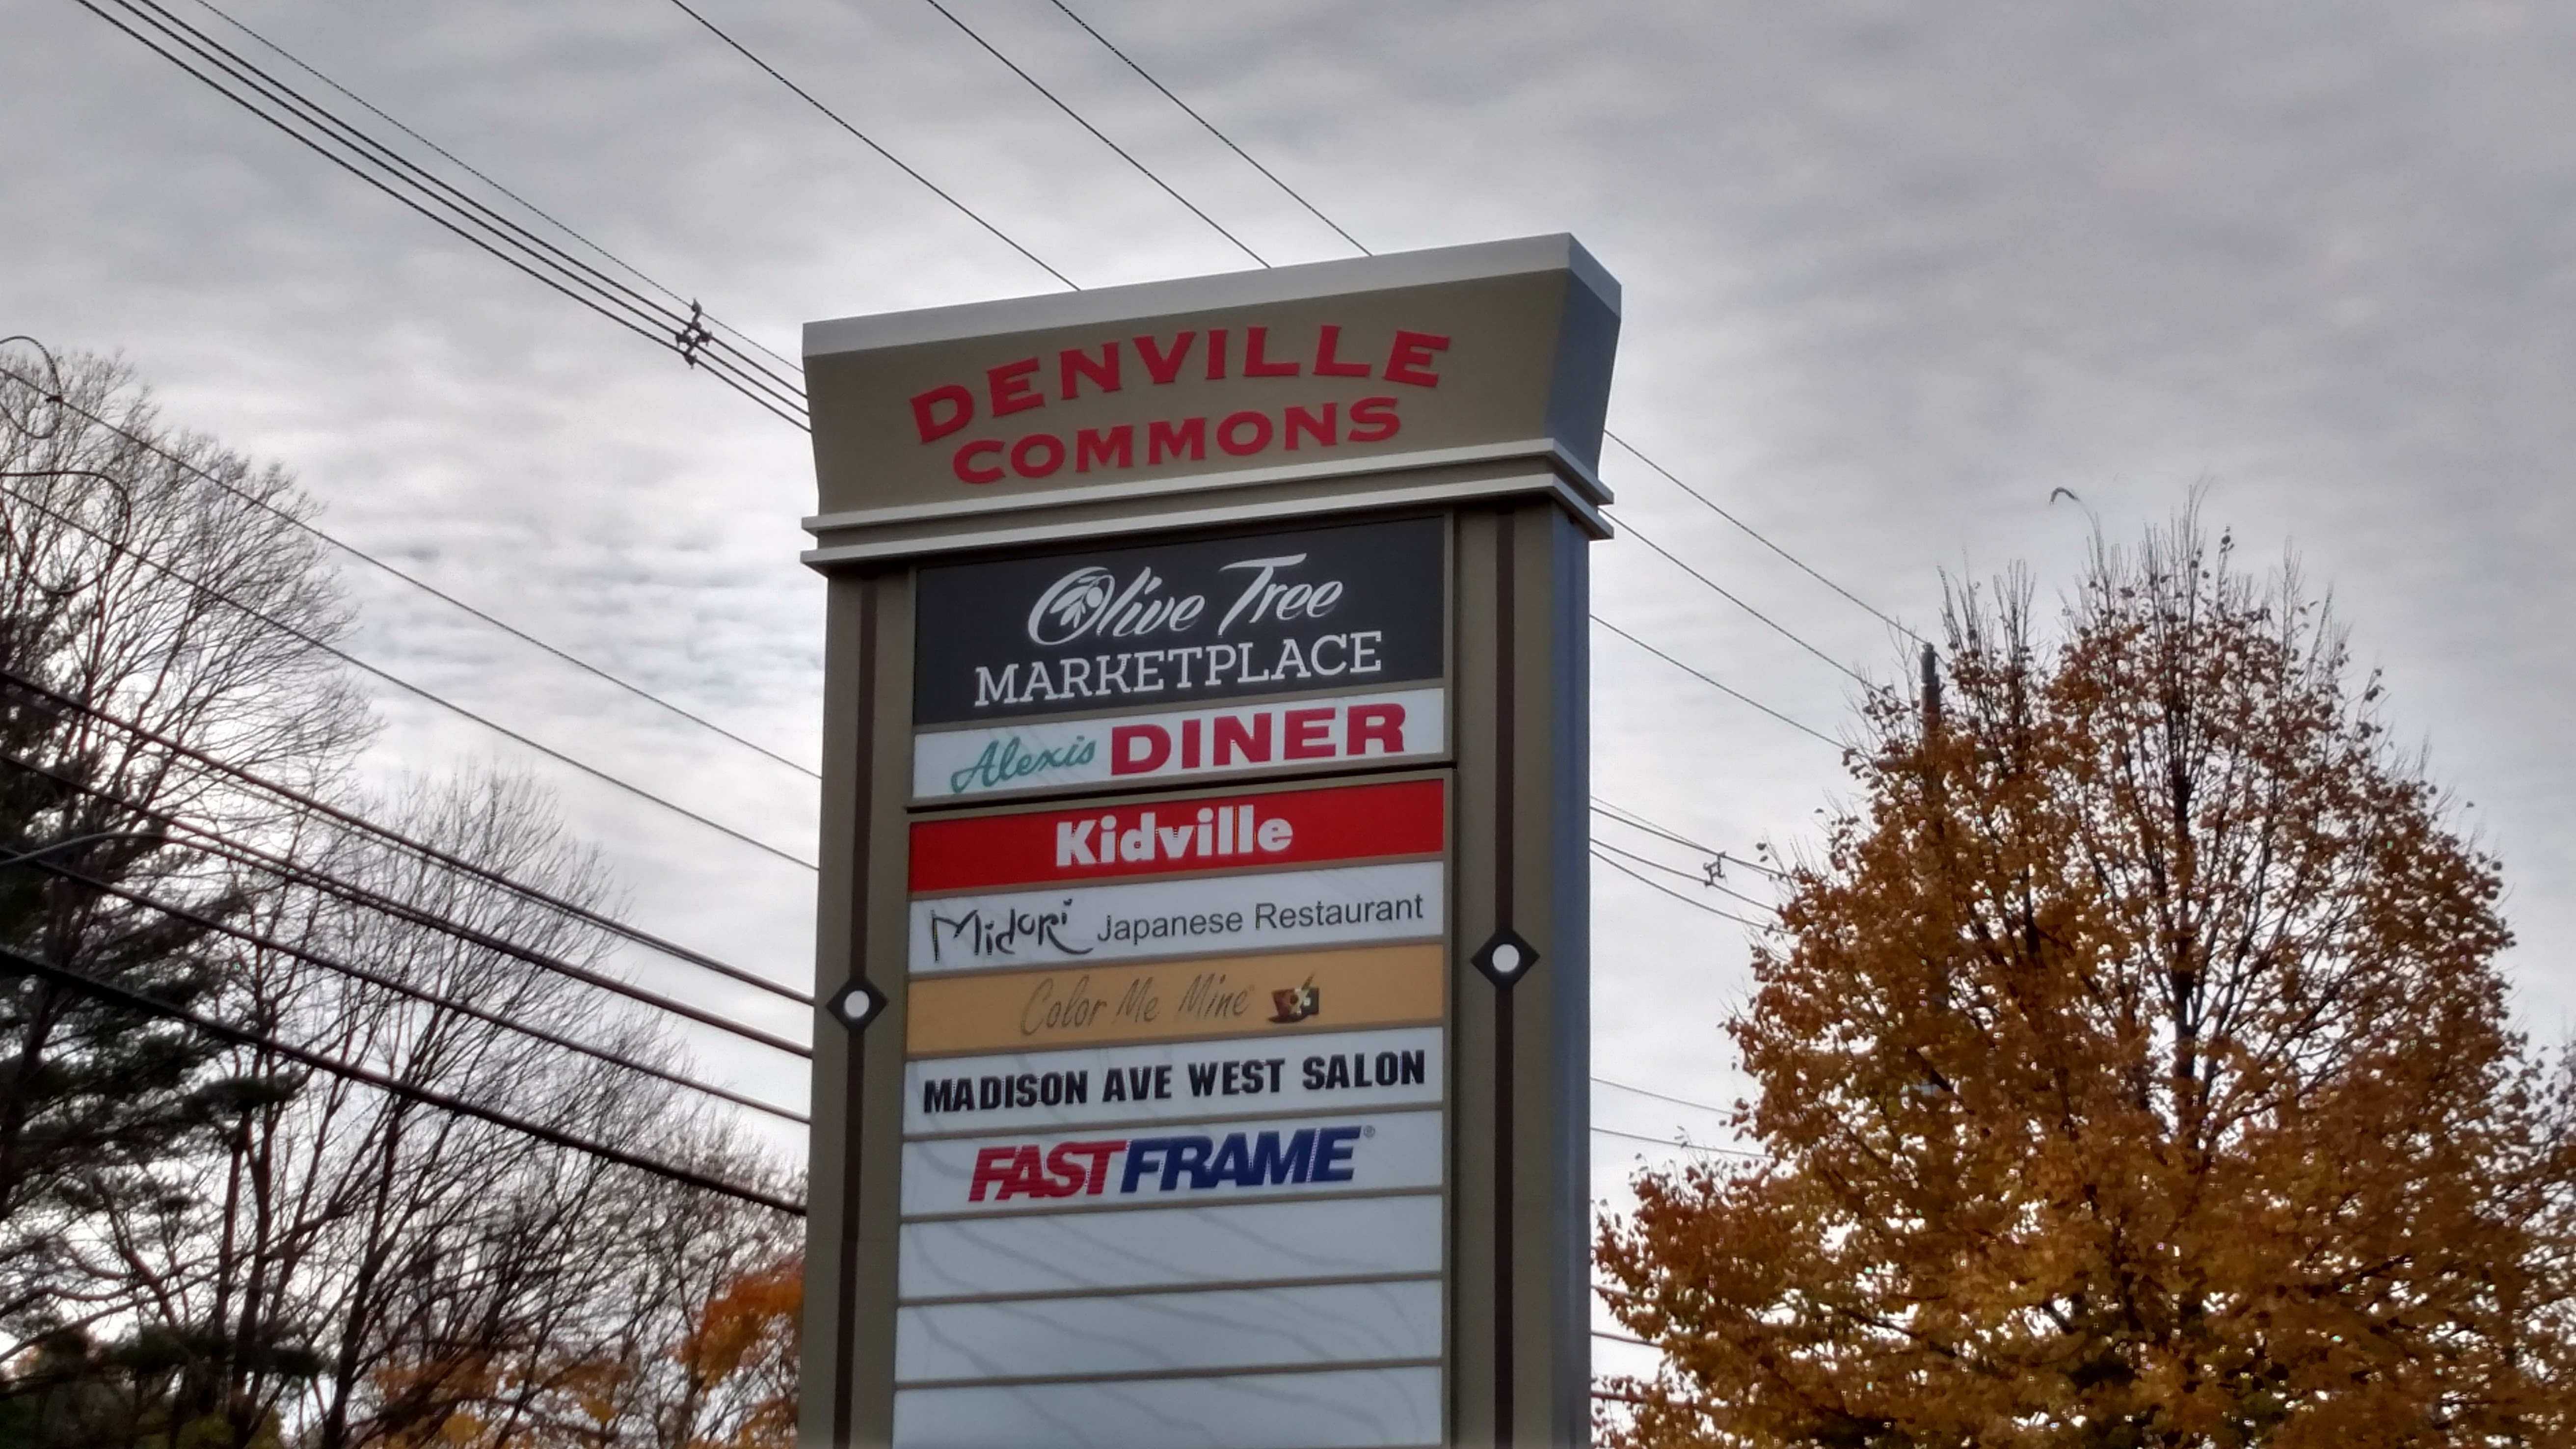 DENVILLE
COMMONS
Olive Tree
MARKETPLACE
Alexis DINER
Kidville
Midori Japanese Restaurant
Color Me Mine
MADISON AVE WEST SALON
FASTFRAME®